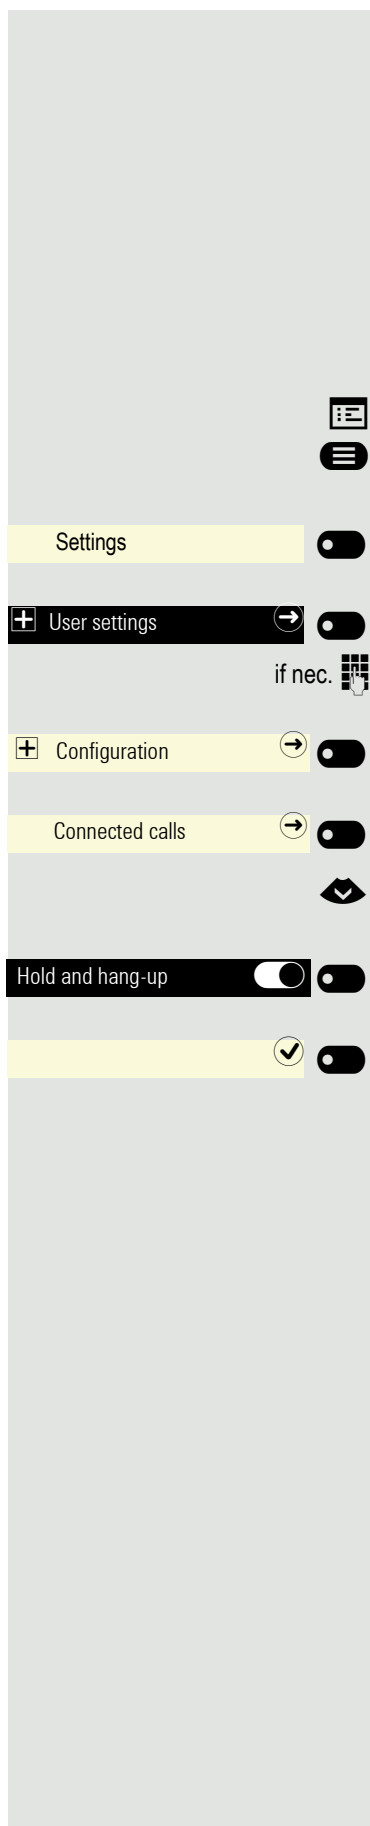 Settings
User settings
if nec.
Configuration
Connected calls
Hold and hang-up